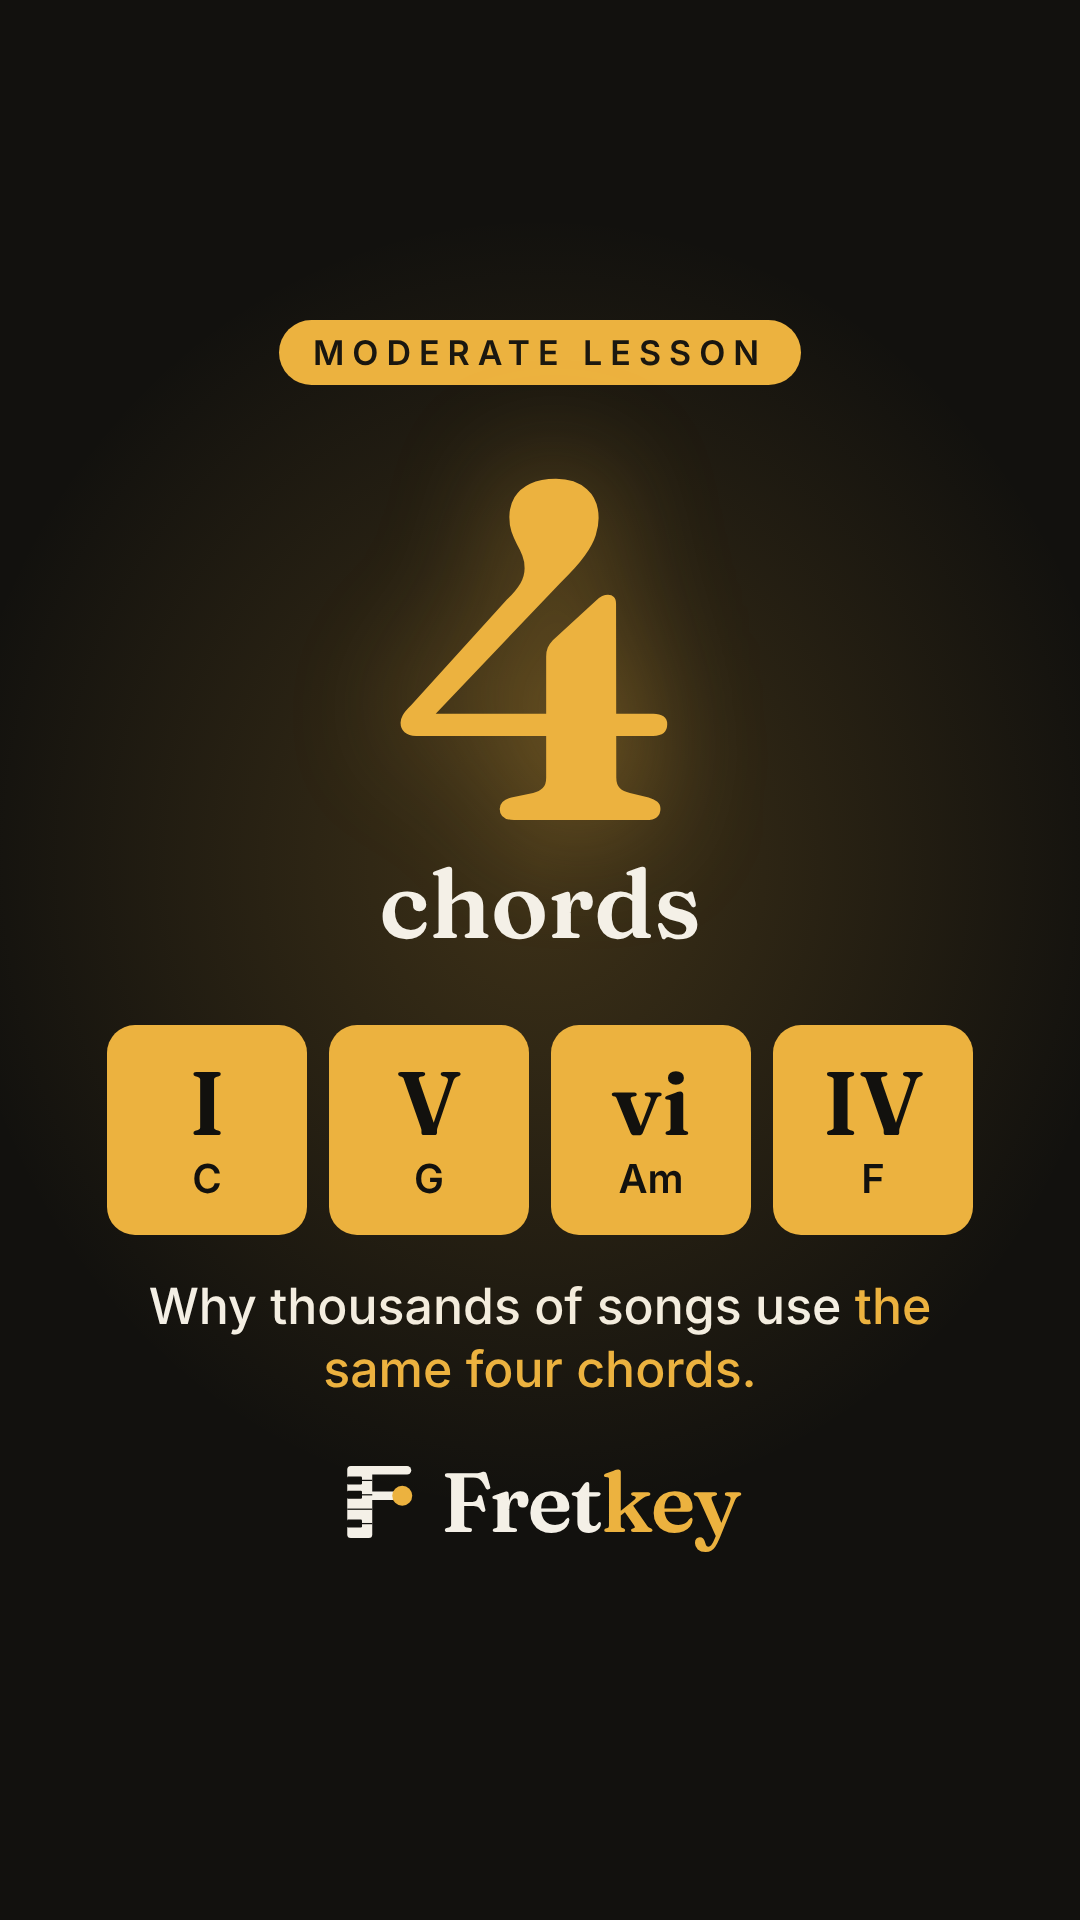 MODERATE LESSON
4
chords
I V vi IV
C G Am F
Why thousands of songs use the
same four chords.
Fretkey